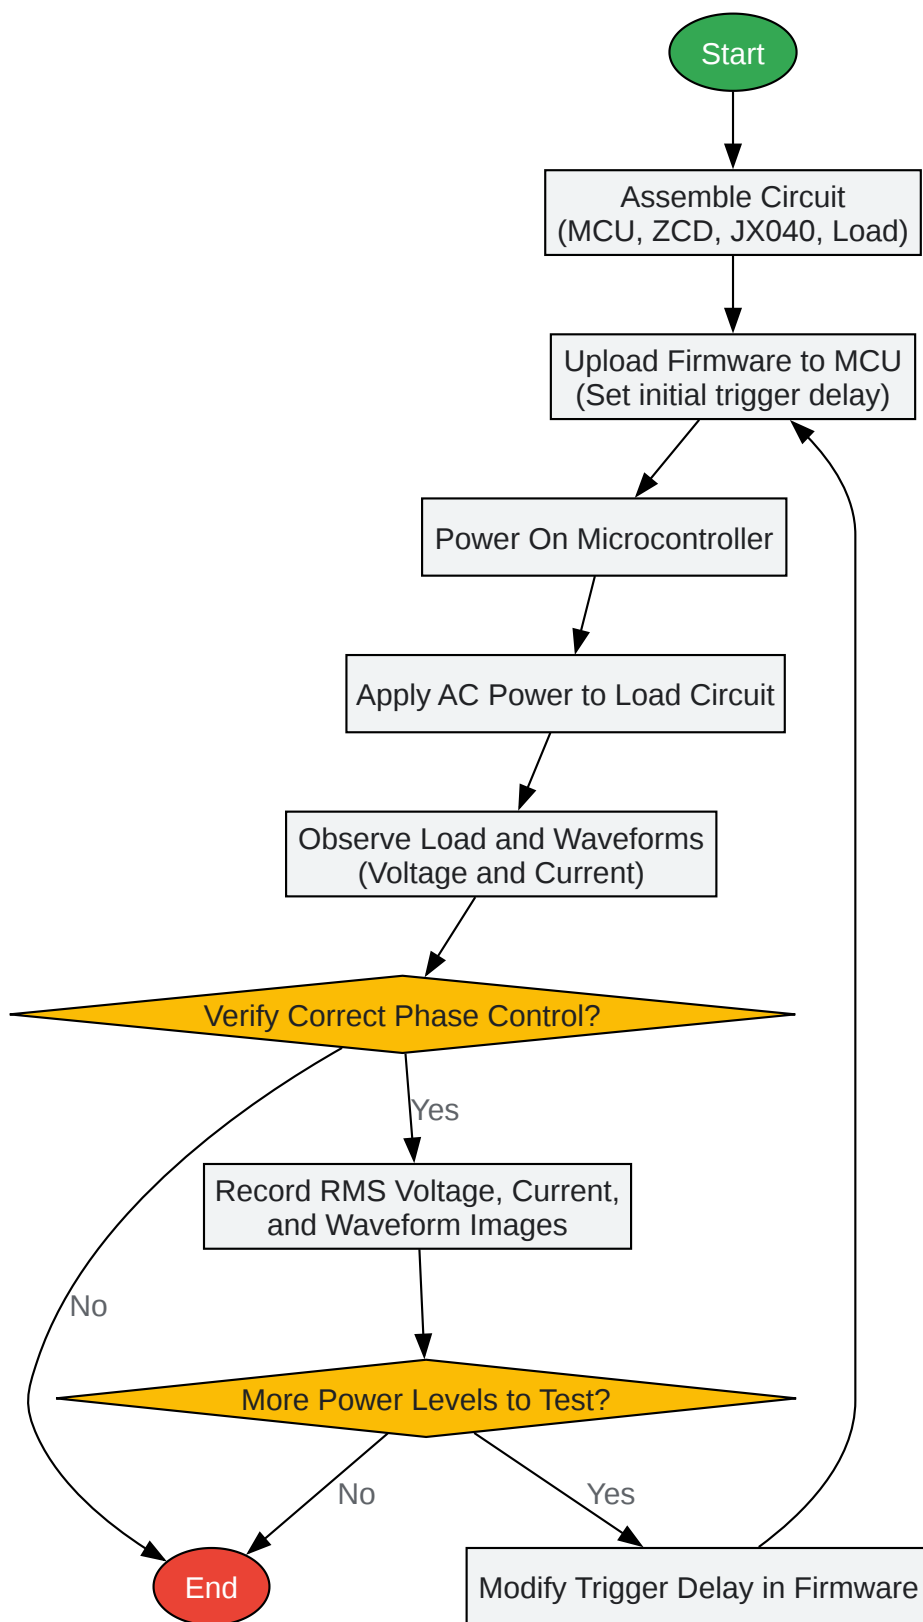 Start
Assemble Circuit
(MCU, ZCD, JX040, Load)
Upload Firmware to MCU
(Set initial trigger delay)
Power On Microcontroller
Apply AC Power to Load Circuit
Observe Load and Waveforms
(Voltage and Current)
Verify Correct Phase Control?
Yes
Record RMS Voltage, Current,
and Waveform Images
No
More Power Levels to Test?
No
Yes
End
Modify Trigger Delay in Firmware